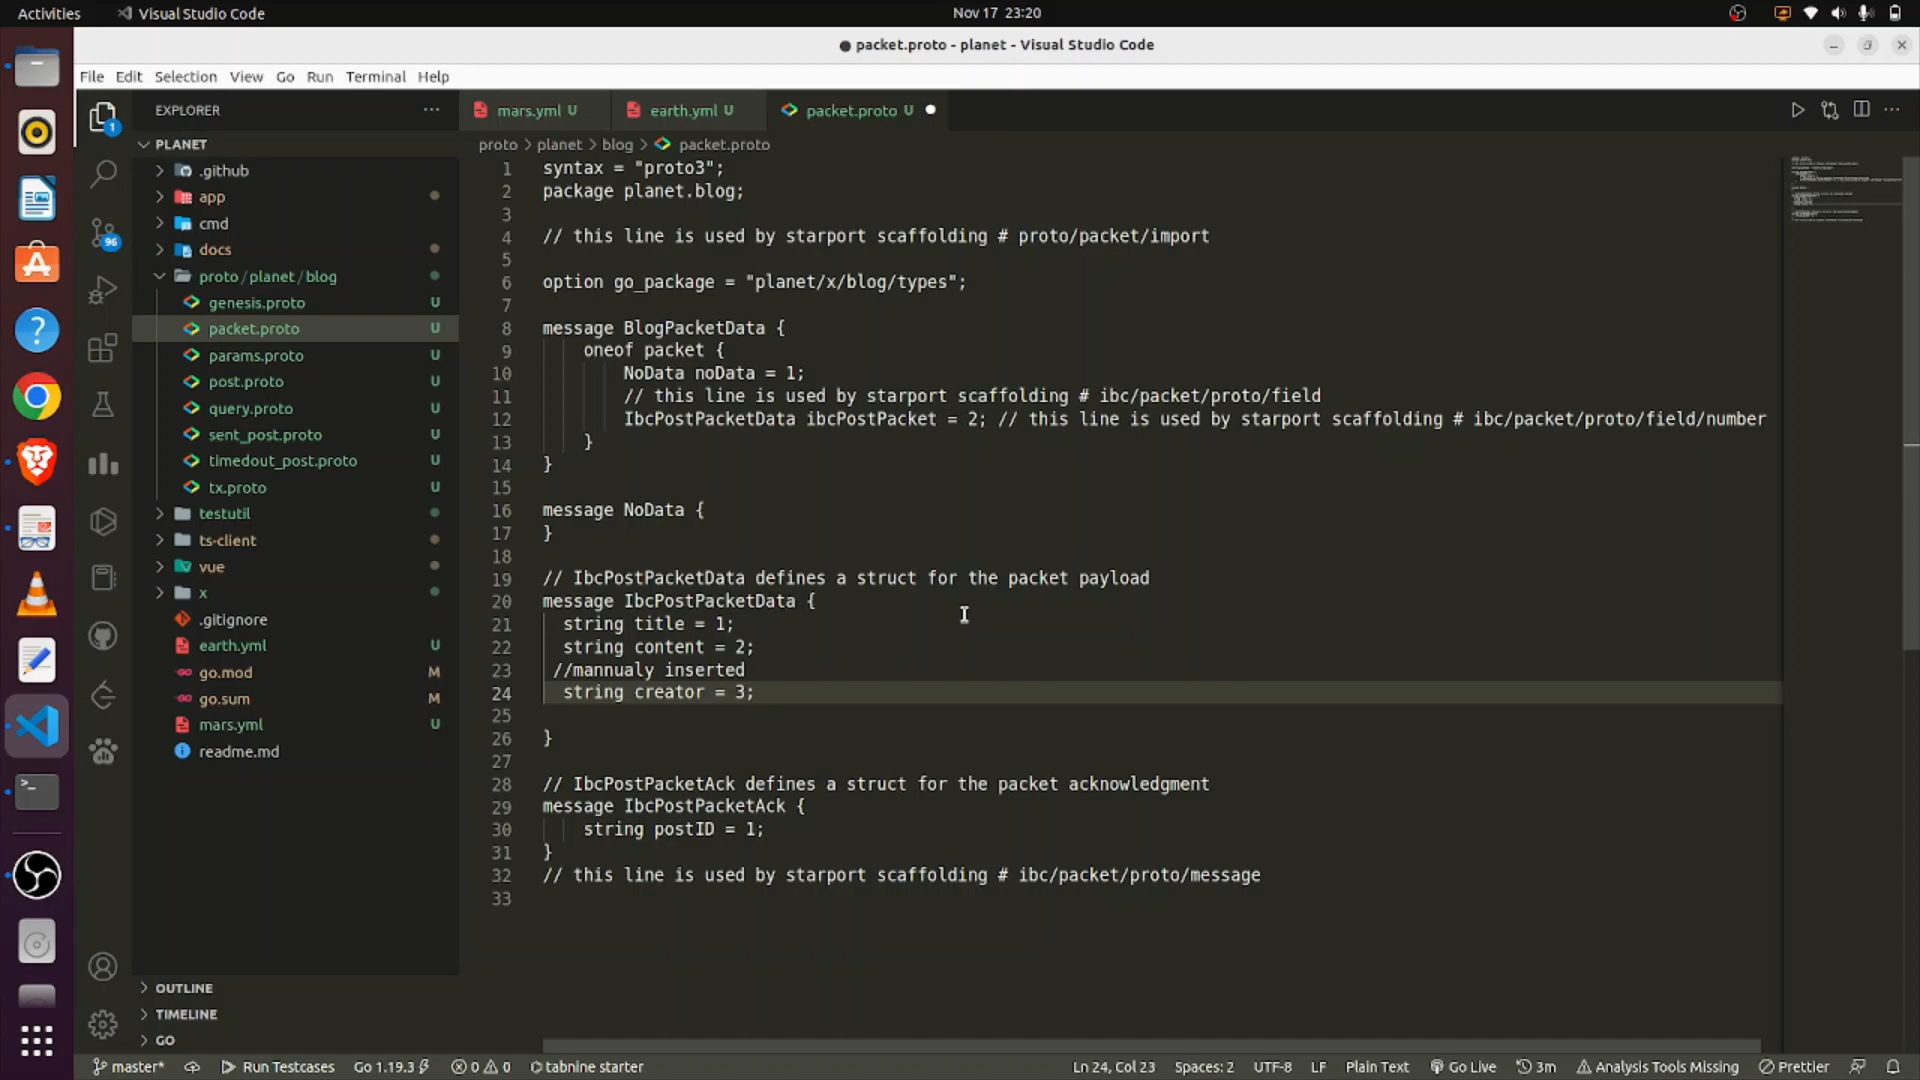 Activities
Visual Studio Code
Nov 17 23:20
packet.proto - planet - Visual Studio Code
File Edit Selection View Go Run Terminal Help
EXPLORER
mars.yml U
earth.yml U
packet.proto U
PLANET
proto > planet > blog > packet.proto
.github
app
cmd
docs
proto / planet / blog
genesis.proto U
packet.proto U
params.proto U
post.proto U
query.proto U
sent_post.proto U
timedout_post.proto U
tx.proto U
testutil
ts-client
vue
x
.gitignore
earth.yml U
go.mod M
go.sum M
mars.yml U
readme.md
OUTLINE
TIMELINE
GO
1
96
1 syntax = "proto3";
2 package planet.blog;
3
4 // this line is used by starport scaffolding # proto/packet/import
5
6 option go_package = "planet/x/blog/types";
7
8 message BlogPacketData {
9 oneof packet {
10 NoData noData = 1;
11 // this line is used by starport scaffolding # ibc/packet/proto/field
12 IbcPostPacketData ibcPostPacket = 2; // this line is used by starport scaffolding # ibc/packet/proto/field/number
13 }
14 }
15
16 message NoData {
17 }
18
19 // IbcPostPacketData defines a struct for the packet payload
20 message IbcPostPacketData {
21 string title = 1;
22 string content = 2;
23 //mannualy inserted
24 string creator = 3;
25
26 }
27
28 // IbcPostPacketAck defines a struct for the packet acknowledgment
29 message IbcPostPacketAck {
30 string postID = 1;
31 }
32 // this line is used by starport scaffolding # ibc/packet/proto/message
33
master* Run Testcases Go 1.19.3 0 0 tabnine starter Ln 24, Col 23 Spaces: 2 UTF-8 LF Plain Text Go Live 3m Analysis Tools Missing Prettier